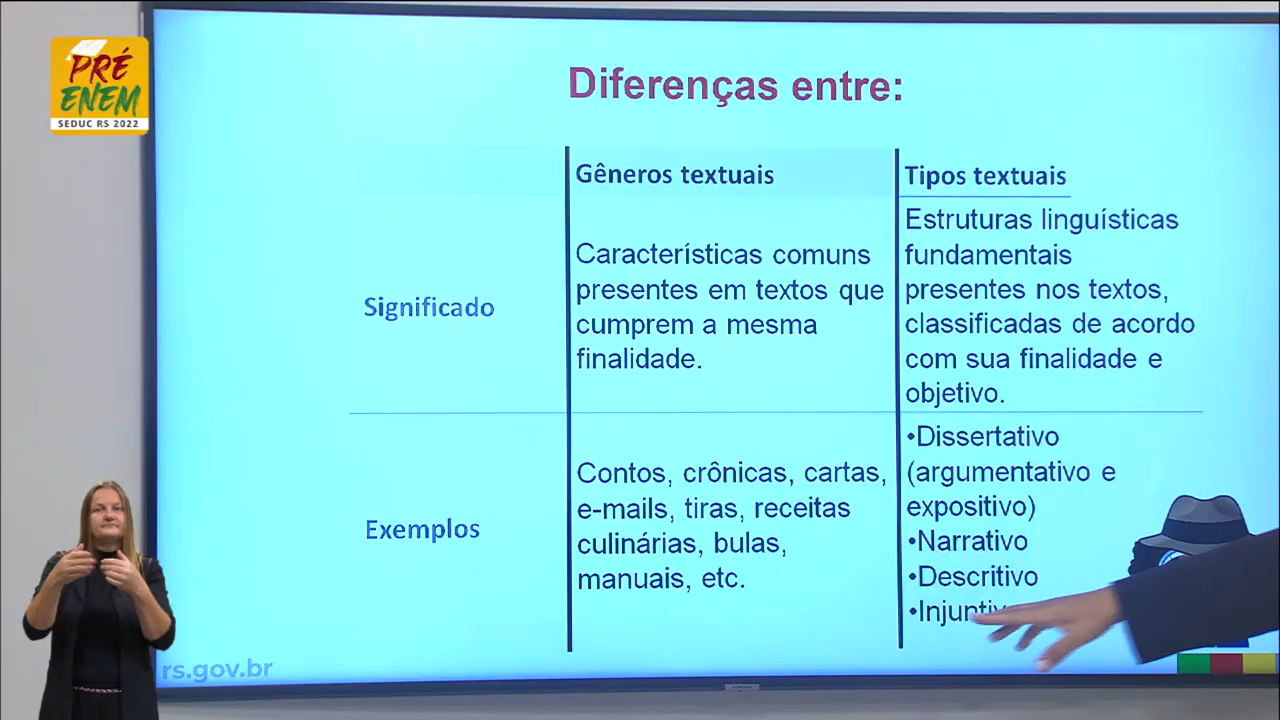 PRÉ
ENEM
SEDUC RS 2022
Diferenças entre:
Gêneros textuais
Tipos textuais
Significado
Características comuns
presentes em textos que
cumprem a mesma
finalidade.
Estruturas linguísticas
fundamentais
presentes nos textos,
classificadas de acordo
com sua finalidade e
objetivo.
Exemplos
Contos, crônicas, cartas,
e-mails, tiras, receitas
culinárias, bulas,
manuais, etc.
•Dissertativo
(argumentativo e
expositivo)
•Narrativo
•Descritivo
rs.gov.br